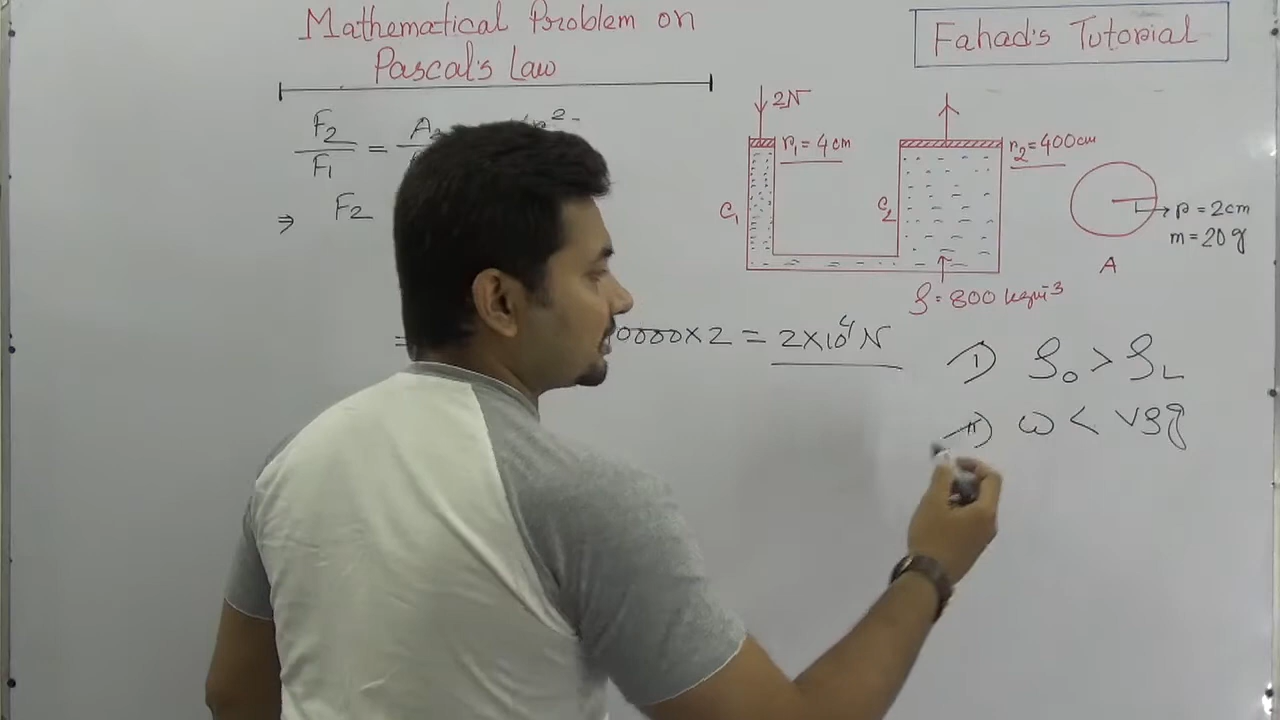 Mathematical Problem on
Pascal's Law
Fahad's Tutorial
F₂/F₁ = A₂
⇒ F₂
= 0000×2 = 2×10⁴ N
2N
r₁ = 4cm
r₂ = 400cm
C₁
C₂
r = 2cm
m = 20g
A
ρ = 800 kgm⁻³
i) ρₒ > ρL
ii) ω < vρg